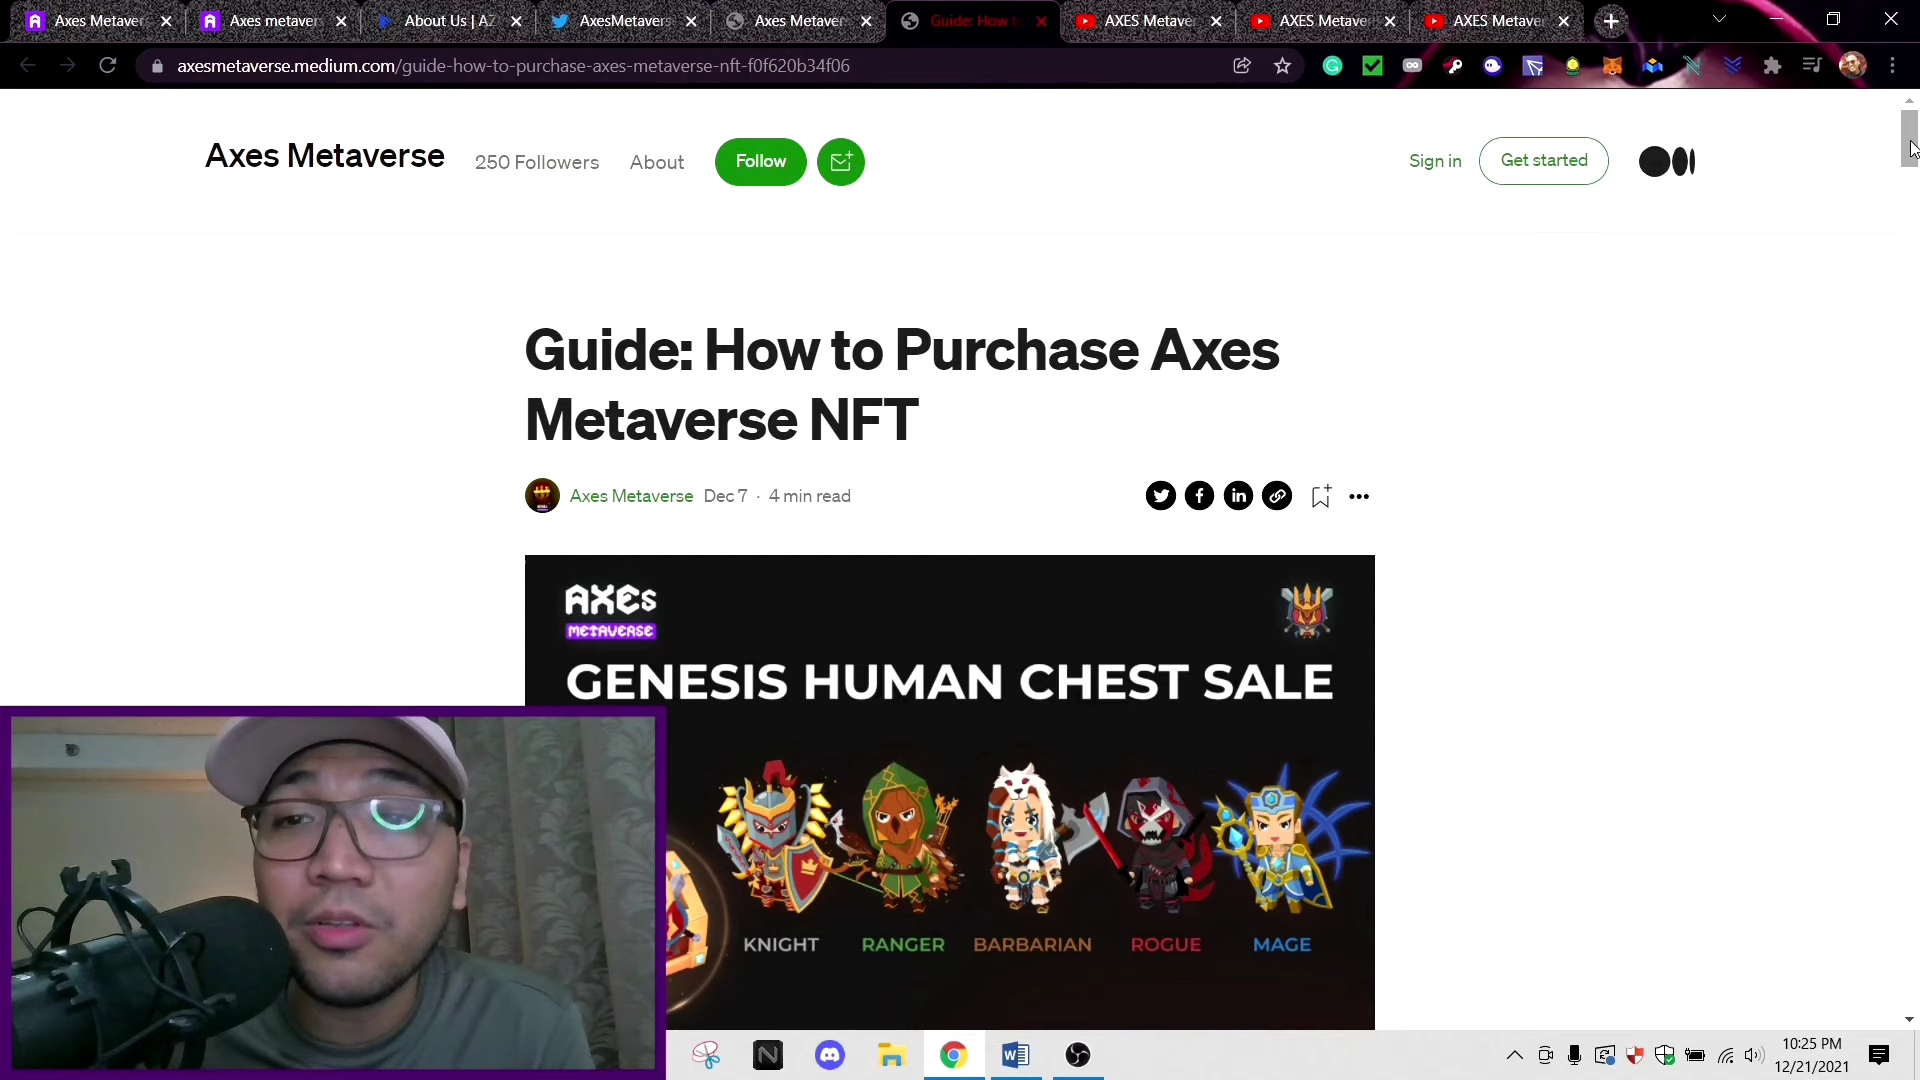 Axes Metaver
Axes metavers
About Us | AZ
AxesMetavers
Axes Metaver
Guide: How t
AXES Metaver
AXES Metaver
AXES Metaver
axesmetaverse.medium.com/guide-how-to-purchase-axes-metaverse-nft-f0f620b34f06
Axes Metaverse
250 Followers
About
Follow
Sign in
Get started
Guide: How to Purchase Axes
Metaverse NFT
Axes Metaverse Dec 7 · 4 min read
AXEs
METAVERSE
GENESIS HUMAN CHEST SALE
KNIGHT
RANGER
BARBARIAN
ROGUE
MAGE
10:25 PM
12/21/2021